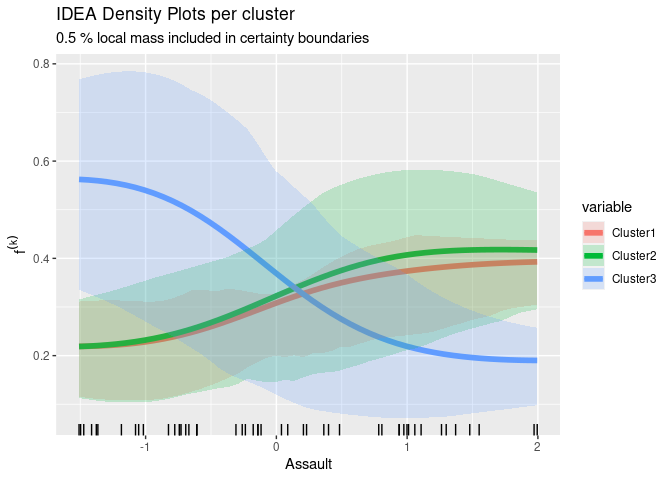 IDEA Density Plots per cluster
0.5 % local mass included in certainty boundaries
0.8
0.6
0.4
0.2
f(k)
-1
0
1
2
Assault
variable
Cluster1
Cluster2
Cluster3